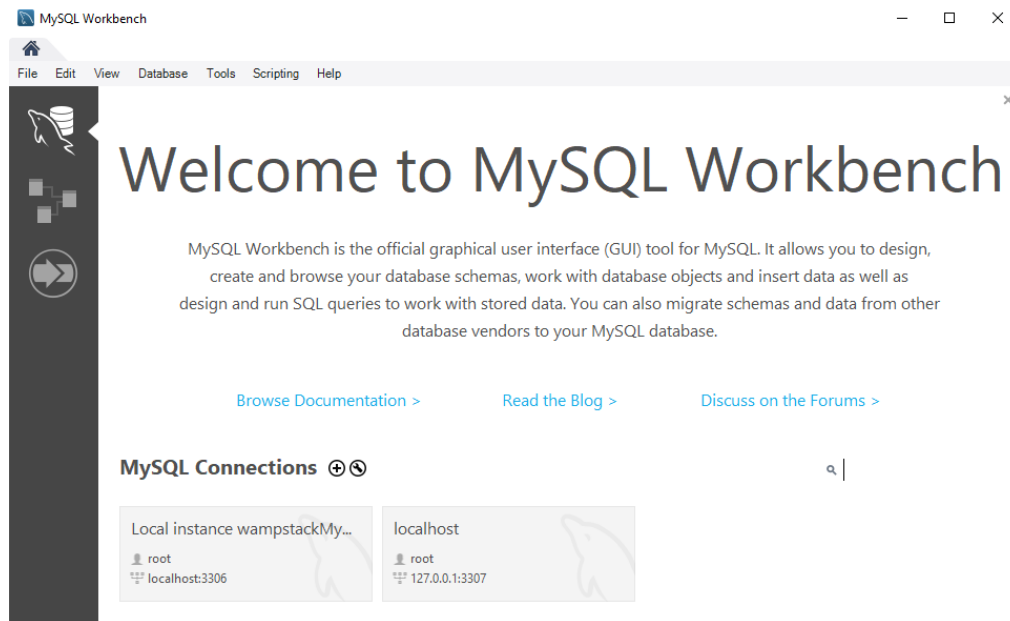 MySQL Workbench
File Edit View Database Tools Scripting Help
Welcome to MySQL Workbench
MySQL Workbench is the official graphical user interface (GUI) tool for MySQL. It allows you to design,
create and browse your database schemas, work with database objects and insert data as well as
design and run SQL queries to work with stored data. You can also migrate schemas and data from other
database vendors to your MySQL database.
Browse Documentation > Read the Blog > Discuss on the Forums >
MySQL Connections
Local instance wampstackMy...
root
localhost:3306
localhost
root
127.0.0.1:3307